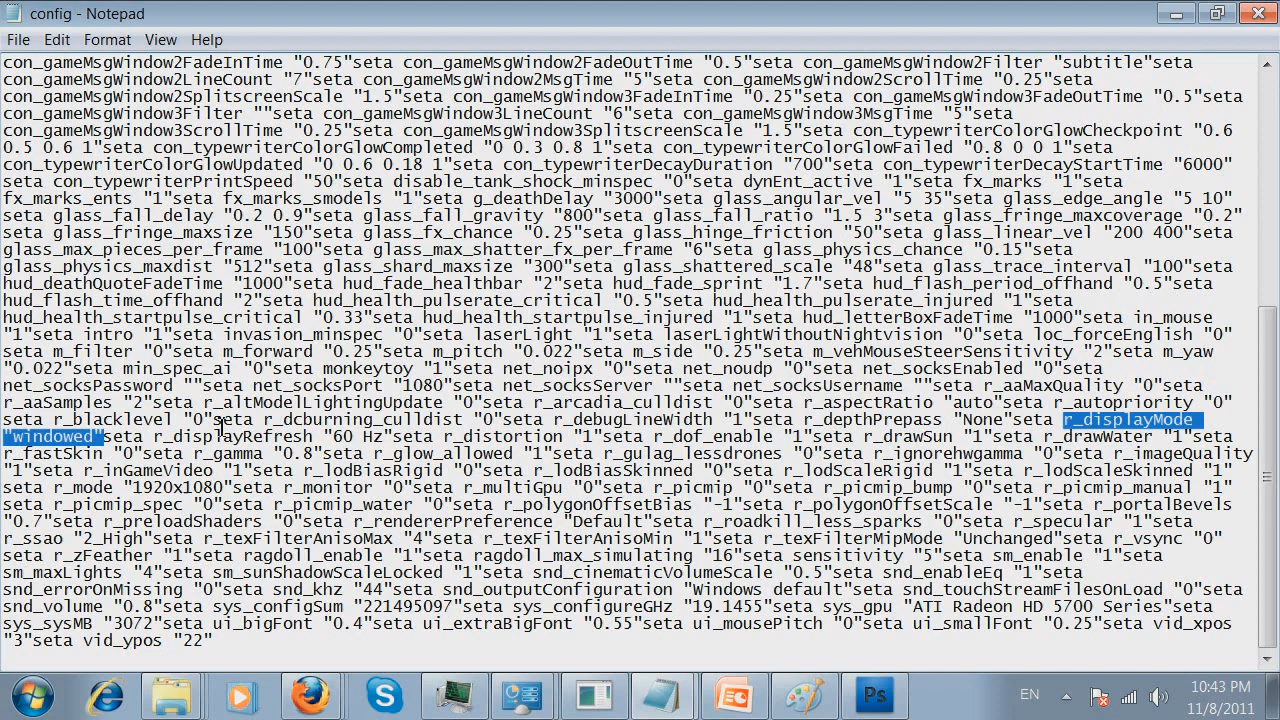 config - Notepad
File Edit Format View Help
con_gameMsgWindow2FadeInTime "0.75"seta con_gameMsgWindow2FadeOutTime "0.5"seta con_gameMsgWindow2Filter "subtitle"seta
con_gameMsgWindow2LineCount "7"seta con_gameMsgWindow2MsgTime "5"seta con_gameMsgWindow2ScrollTime "0.25"seta
con_gameMsgWindow2SplitscreenScale "1.5"seta con_gameMsgWindow3FadeInTime "0.25"seta con_gameMsgWindow3FadeOutTime "0.5"seta
con_gameMsgWindow3Filter ""seta con_gameMsgWindow3LineCount "6"seta con_gameMsgWindow3MsgTime "5"seta
con_gameMsgWindow3ScrollTime "0.25"seta con_gameMsgWindow3SplitscreenScale "1.5"seta con_typewriterColorGlowCheckpoint "0.6
0.5 0.6 1"seta con_typewriterColorGlowCompleted "0 0.3 0.8 1"seta con_typewriterColorGlowFailed "0.8 0 0 1"seta
con_typewriterColorGlowUpdated "0 0.6 0.18 1"seta con_typewriterDecayDuration "700"seta con_typewriterDecayStartTime "6000"
seta con_typewriterPrintSpeed "50"seta disable_tank_shock_minspec "0"seta dynEnt_active "1"seta fx_marks "1"seta
fx_marks_ents "1"seta fx_marks_smodels "1"seta g_deathDelay "3000"seta glass_angular_vel "5 35"seta glass_edge_angle "5 10"
seta glass_fall_delay "0.2 0.9"seta glass_fall_gravity "800"seta glass_fall_ratio "1.5 3"seta glass_fringe_maxcoverage "0.2"
seta glass_fringe_maxsize "150"seta glass_fx_chance "0.25"seta glass_hinge_friction "50"seta glass_linear_vel "200 400"seta
glass_max_pieces_per_frame "100"seta glass_max_shatter_fx_per_frame "6"seta glass_physics_chance "0.15"seta
glass_physics_maxdist "512"seta glass_shard_maxsize "300"seta glass_shattered_scale "48"seta glass_trace_interval "100"seta
hud_deathQuoteFadeTime "1000"seta hud_fade_healthbar "2"seta hud_fade_sprint "1.7"seta hud_flash_period_offhand "0.5"seta
hud_flash_time_offhand "2"seta hud_health_pulserate_critical "0.5"seta hud_health_pulserate_injured "1"seta
hud_health_startpulse_critical "0.33"seta hud_health_startpulse_injured "1"seta hud_letterBoxFadeTime "1000"seta in_mouse
"1"seta intro "1"seta invasion_minspec "0"seta laserLight "1"seta laserLightWithoutNightvision "0"seta loc_forceEnglish "0"
seta m_filter "0"seta m_forward "0.25"seta m_pitch "0.022"seta m_side "0.25"seta m_vehMouseSteerSensitivity "2"seta m_yaw
"0.022"seta min_spec_ai "0"seta monkeytoy "1"seta net_noipx "0"seta net_noudp "0"seta net_socksEnabled "0"seta
net_socksPassword ""seta net_socksPort "1080"seta net_socksServer ""seta net_socksUsername ""seta r_aaMaxQuality "0"seta
r_aaSamples "2"seta r_altModelLightingUpdate "0"seta r_arcadia_culldist "0"seta r_aspectRatio "auto"seta r_autopriority "0"
seta r_blacklevel "0"seta r_dcburning_culldist "0"seta r_debugLineWidth "1"seta r_depthPrepass "None"seta r_displayMode
"windowed"seta r_displayRefresh "60 Hz"seta r_distortion "1"seta r_dof_enable "1"seta r_drawSun "1"seta r_drawWater "1"seta
r_fastSkin "0"seta r_gamma "0.8"seta r_glow_allowed "1"seta r_gulag_lessdrones "0"seta r_ignorehwgamma "0"seta r_imageQuality
"1"seta r_inGameVideo "1"seta r_lodBiasRigid "0"seta r_lodBiasSkinned "0"seta r_lodScaleRigid "1"seta r_lodScaleSkinned "1"
seta r_mode "1920x1080"seta r_monitor "0"seta r_multiGpu "0"seta r_picmip "0"seta r_picmip_bump "0"seta r_picmip_manual "1"
seta r_picmip_spec "0"seta r_picmip_water "0"seta r_polygonOffsetBias "-1"seta r_polygonOffsetScale "-1"seta r_portalBevels
"0.7"seta r_preloadShaders "0"seta r_rendererPreference "Default"seta r_roadkill_less_sparks "0"seta r_specular "1"seta
r_ssao "2_High"seta r_texFilterAnisoMax "4"seta r_texFilterAnisoMin "1"seta r_texFilterMipMode "Unchanged"seta r_vsync "0"
seta r_zFeather "1"seta ragdoll_enable "1"seta ragdoll_max_simulating "16"seta sensitivity "5"seta sm_enable "1"seta
sm_maxLights "4"seta sm_sunShadowScaleLocked "1"seta snd_cinematicVolumeScale "0.5"seta snd_enableEq "1"seta
snd_errorOnMissing "0"seta snd_khz "44"seta snd_outputConfiguration "Windows default"seta snd_touchStreamFilesOnLoad "0"seta
snd_volume "0.8"seta sys_configSum "221495097"seta sys_configureGHz "19.1455"seta sys_gpu "ATI Radeon HD 5700 Series"seta
sys_sysMB "3072"seta ui_bigFont "0.4"seta ui_extraBigFont "0.55"seta ui_mousePitch "0"seta ui_smallFont "0.25"seta vid_xpos
"3"seta vid_ypos "22"
Ps
EN
10:43 PM
11/8/2011